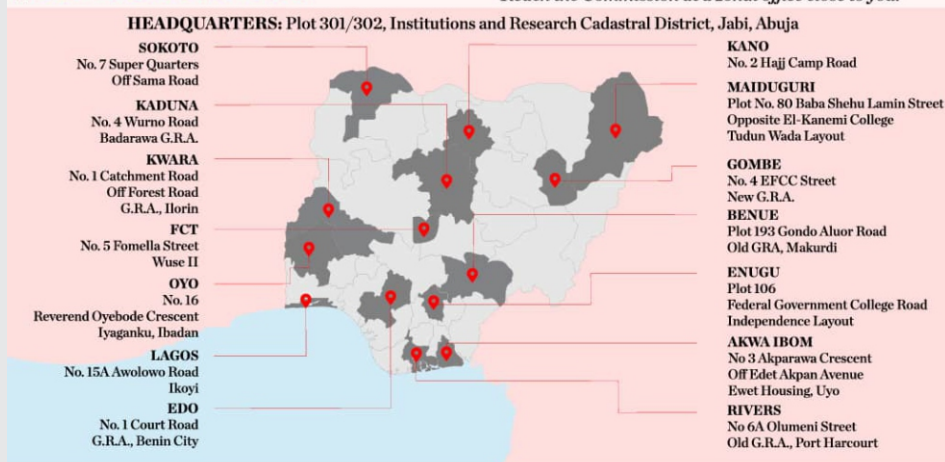 HEADQUARTERS: Plot 301/302, Institutions and Research Cadastral District, Jabi, Abuja
SOKOTO
No. 7 Super Quarters
Off Sama Road
KADUNA
No. 4 Wurno Road
Badarawa G.R.A.
KWARA
No. 1 Catchment Road
Off Forest Road
G.R.A., Ilorin
FCT
No. 5 Fomella Street
Wuse II
OYO
No. 16
Reverend Oyebode Crescent
Iyaganku, Ibadan
LAGOS
No. 15A Awolowo Road
Ikoyi
EDO
No. 1 Court Road
G.R.A., Benin City
KANO
No. 2 Hajj Camp Road
MAIDUGURI
Plot No. 80 Baba Shehu Lamin Street
Opposite El-Kanemi College
Tudun Wada Layout
GOMBE
No. 4 EFCC Street
New G.R.A.
BENUE
Plot 193 Gondo Aluor Road
Old GRA, Makurdi
ENUGU
Plot 106
Federal Government College Road
Independence Layout
AKWA IBOM
No 3 Akparawa Crescent
Off Edet Akpan Avenue
Ewet Housing, Uyo
RIVERS
No 6A Olumeni Street
Old G.R.A., Port Harcourt